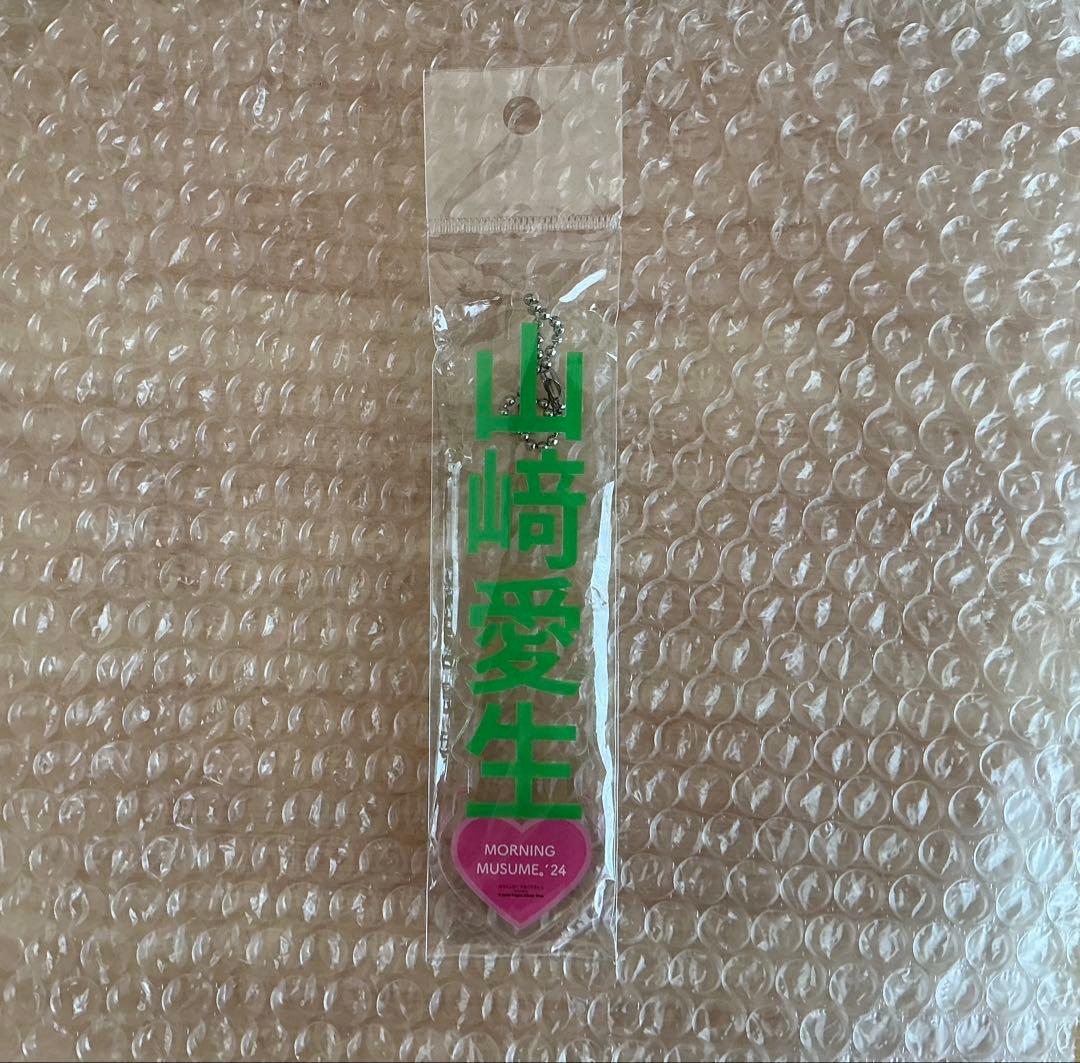 山﨑愛生
MORNING
MUSUME。'24